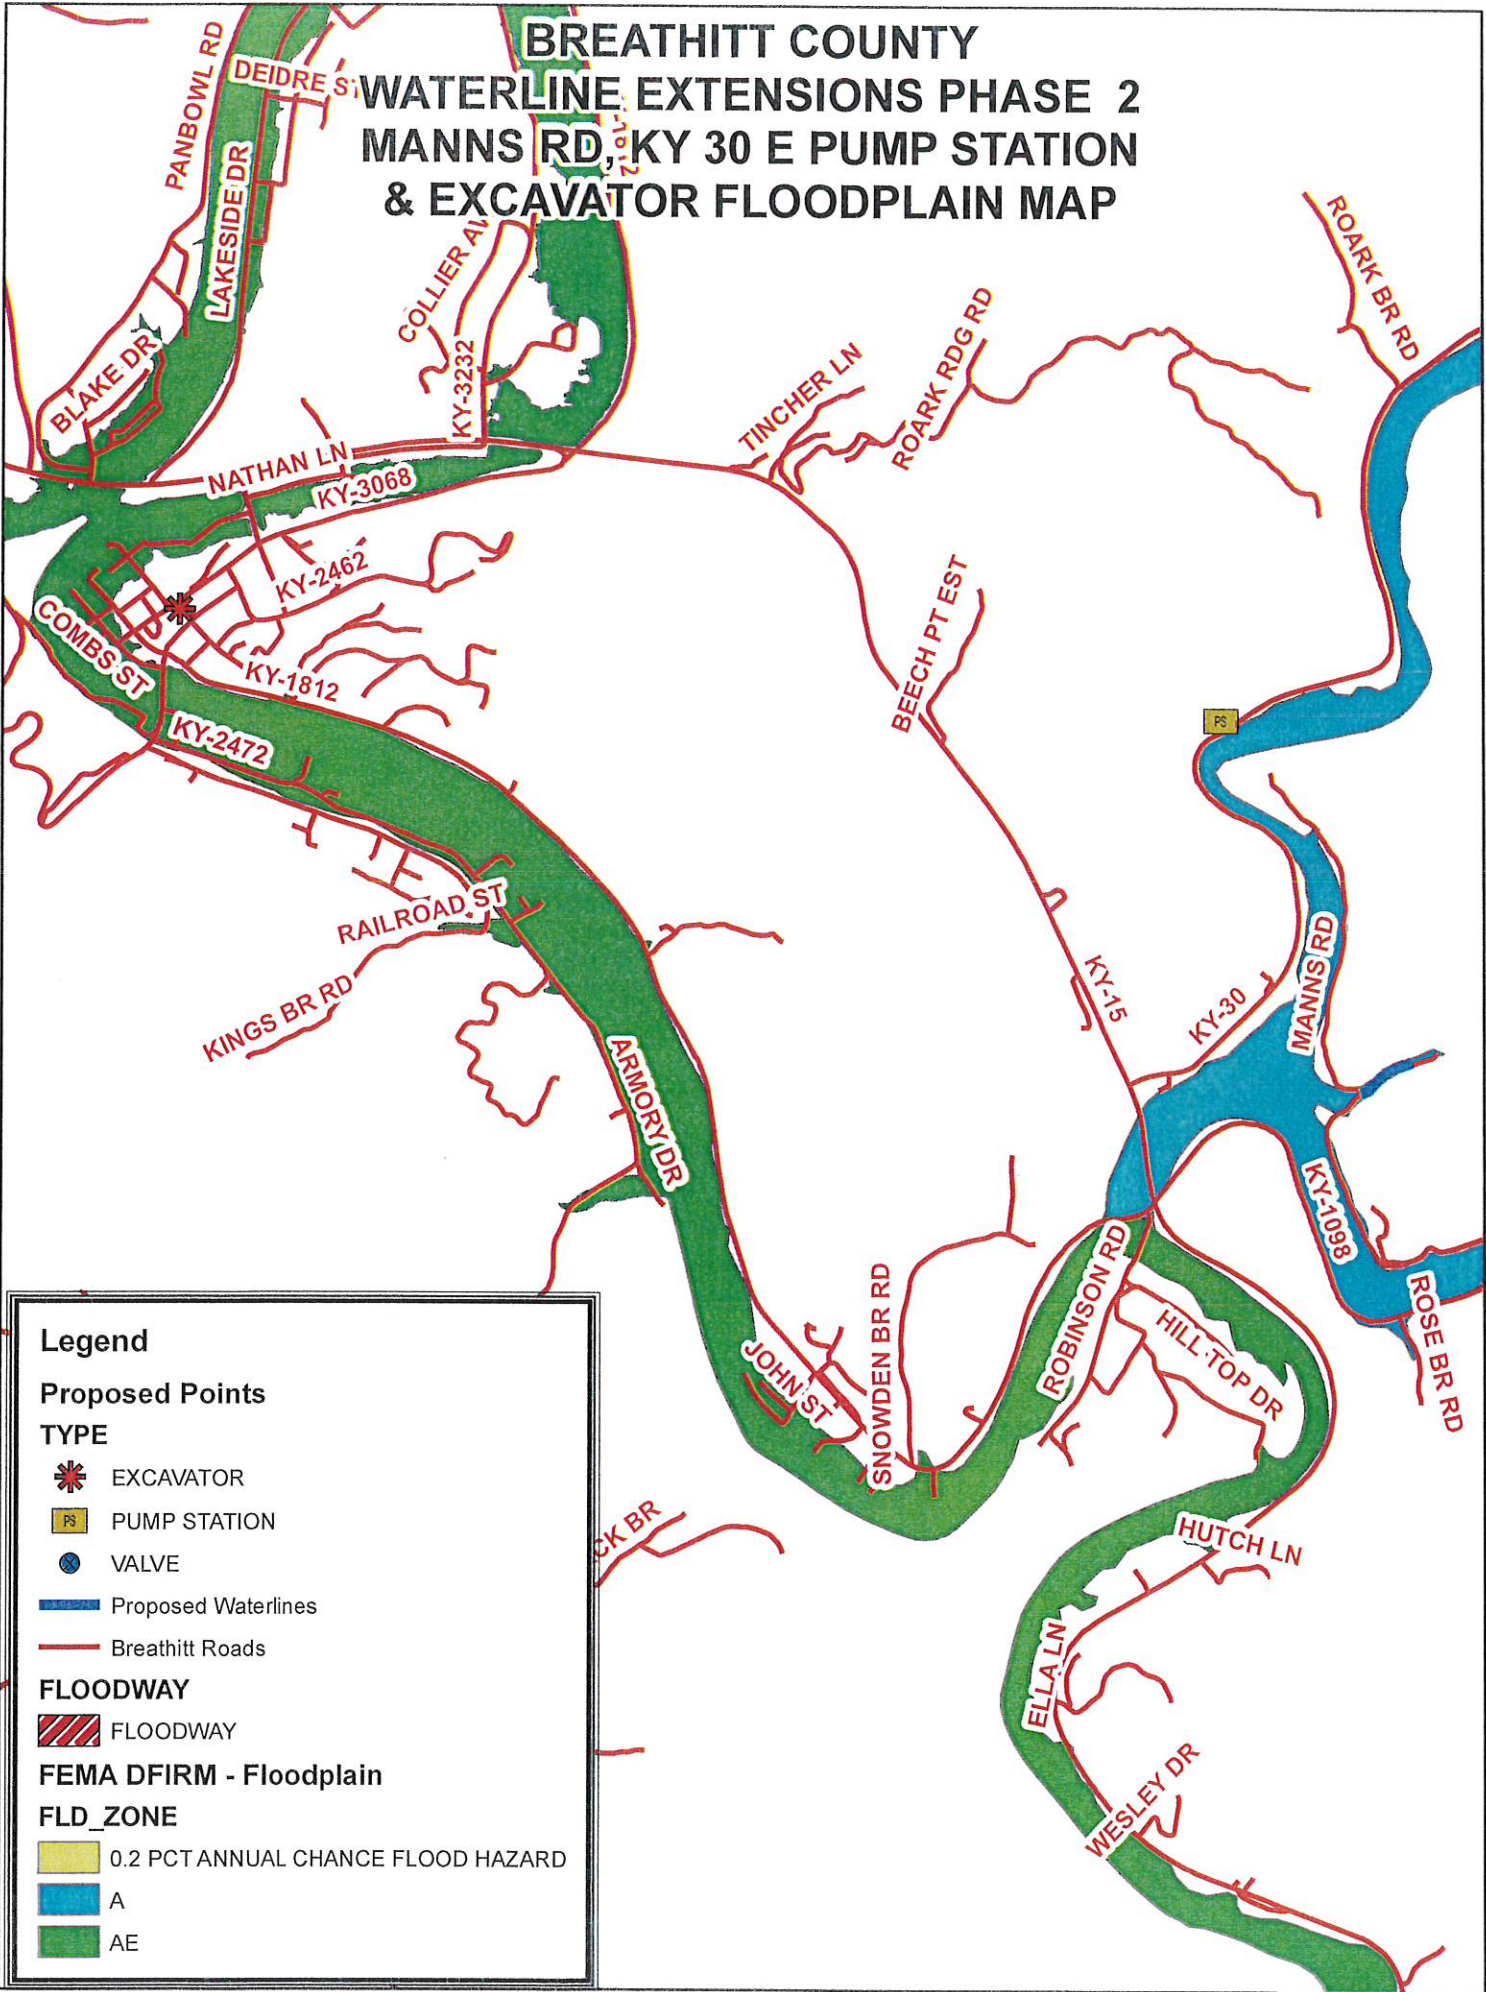 BREATHITT COUNTY
WATERLINE EXTENSIONS PHASE 2
MANNS RD, KY 30 E PUMP STATION
& EXCAVATOR FLOODPLAIN MAP
PANBOWL RD
DEIDRE ST
LAKESIDE DR
BLAKE DR
COLLIER AV
KY-3232
NATHAN LN
KY-3068
TINCHER LN
ROARK RDG RD
ROARK BR RD
KY-2462
COMBS ST
KY-1812
KY-2472
BEECH PT EST
PS
RAILROAD ST
KINGS BR RD
ARMORY DR
KY-15
KY-30
MANNS RD
KY-1098
ROSE BR RD
ROBINSON RD
HILL TOP DR
SNOWDEN BR RD
JOHN ST
HUTCH LN
CK BR
ELLA LN
WESLEY DR
Legend
Proposed Points
TYPE
EXCAVATOR
PS PUMP STATION
VALVE
Proposed Waterlines
Breathitt Roads
FLOODWAY
FLOODWAY
FEMA DFIRM - Floodplain
FLD_ZONE
0.2 PCT ANNUAL CHANCE FLOOD HAZARD
A
AE